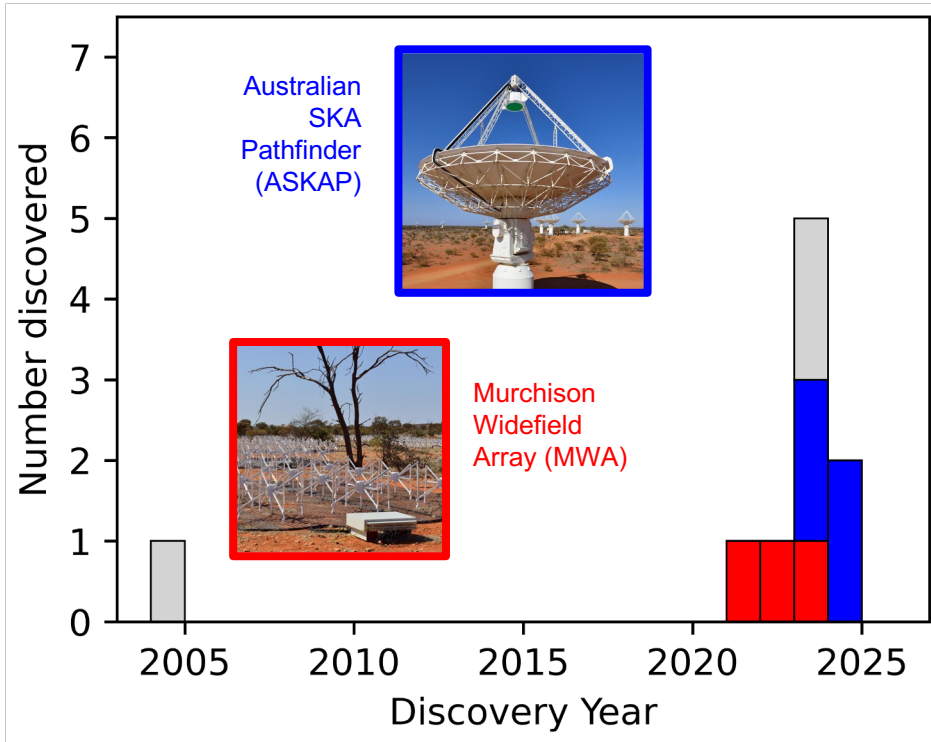 Number discovered
7
6
5
4
3
2
1
0
Australian
SKA
Pathfinder
(ASKAP)
Murchison
Widefield
Array (MWA)
2005 2010 2015 2020 2025
Discovery Year